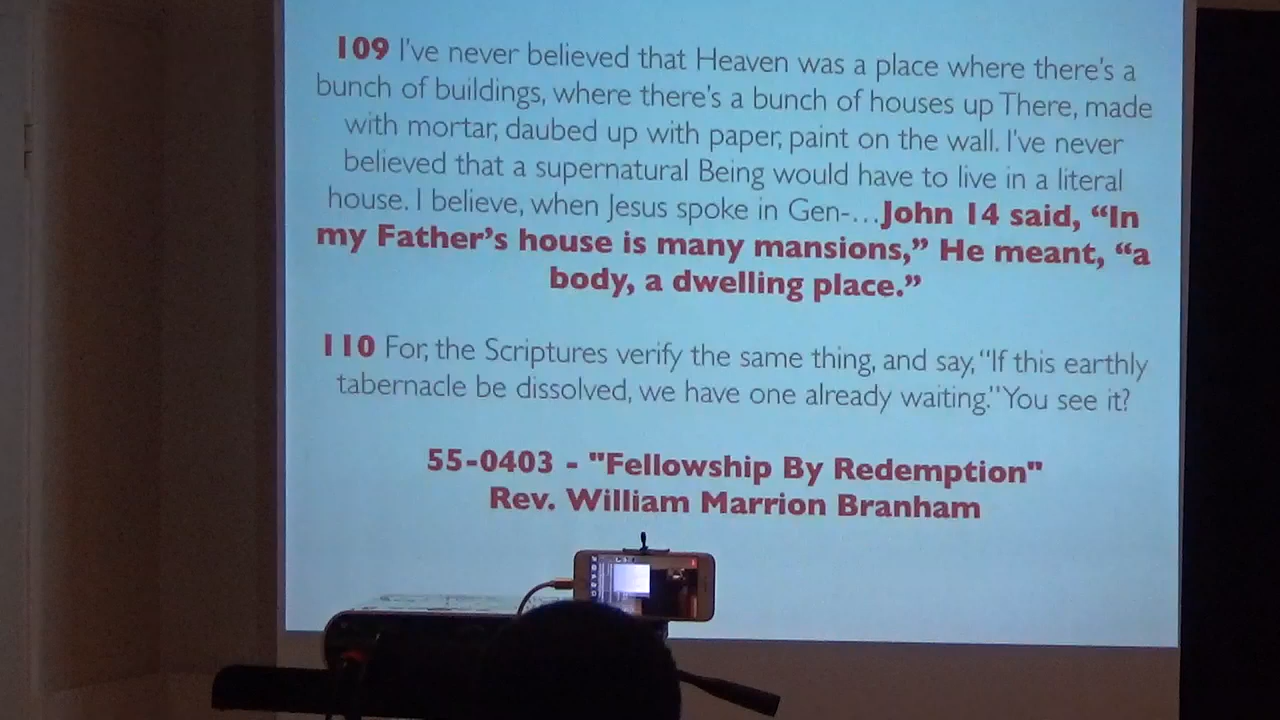 109 I've never believed that Heaven was a place where there's a
bunch of buildings, where there's a bunch of houses up There, made
with mortar, daubed up with paper, paint on the wall. I've never
believed that a supernatural Being would have to live in a literal
house. I believe, when Jesus spoke in Gen-…John 14 said, “In
my Father’s house is many mansions,” He meant, “a
body, a dwelling place.”
110 For, the Scriptures verify the same thing, and say, “If this earthly
tabernacle be dissolved, we have one already waiting.” You see it?
55-0403 - "Fellowship By Redemption"
Rev. William Marrion Branham